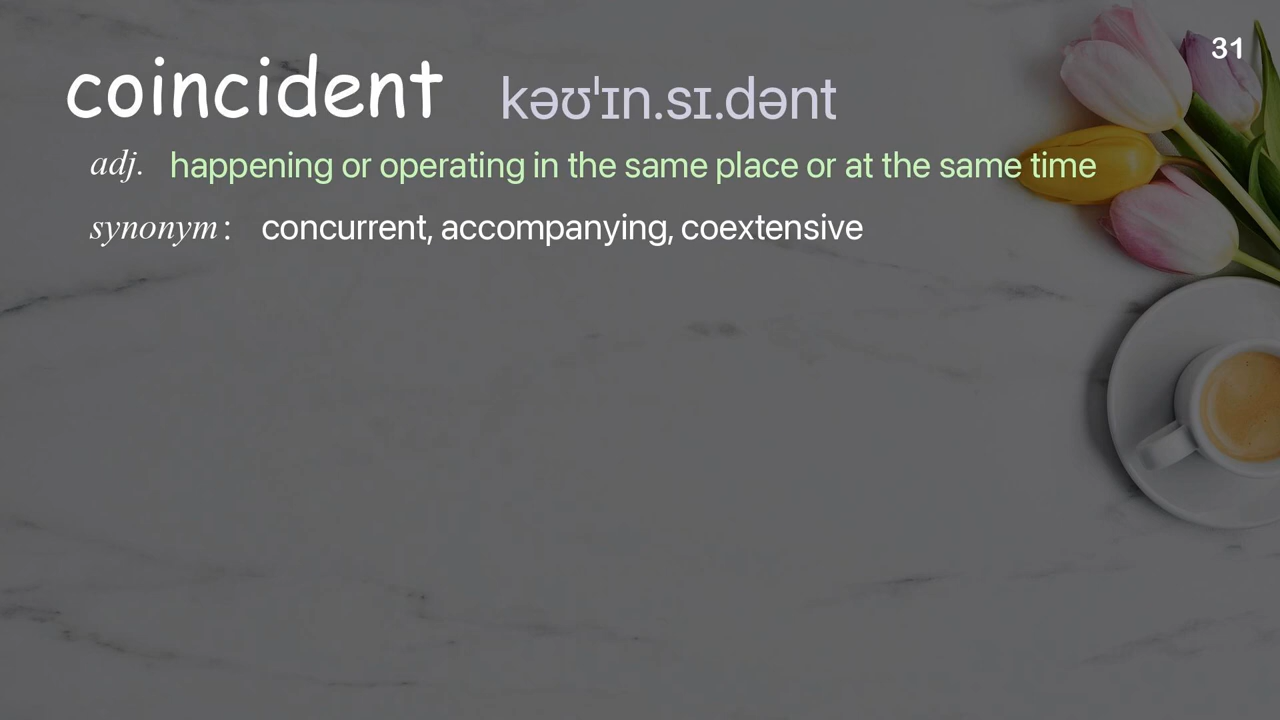 31
coincident kəʊˈɪn.sɪ.dənt
adj. happening or operating in the same place or at the same time
synonym: concurrent, accompanying, coextensive